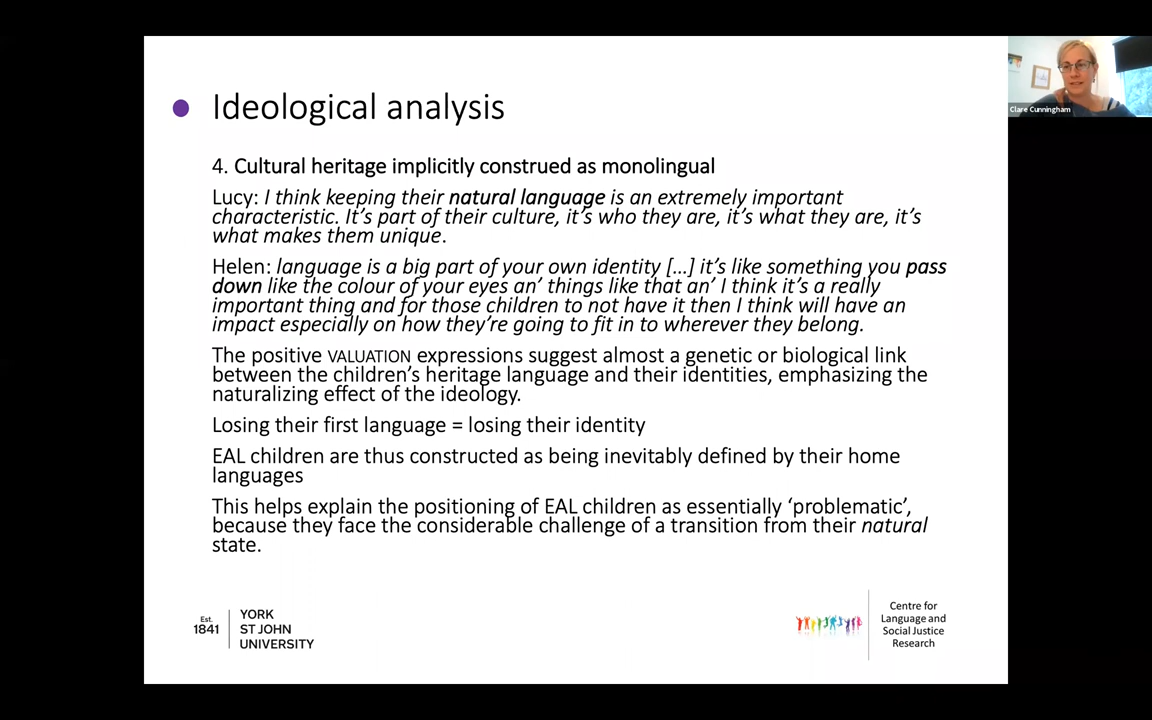 Ideological analysis
4. Cultural heritage implicitly construed as monolingual
Lucy: I think keeping their natural language is an extremely important
characteristic. It's part of their culture, it's who they are, it's what they are, it's
what makes them unique.
Helen: language is a big part of your own identity [...] it's like something you pass
down like the colour of your eyes an' things like that an' I think it's a really
important thing and for those children to not have it then I think will have an
impact especially on how they're going to fit in to wherever they belong.
The positive VALUATION expressions suggest almost a genetic or biological link
between the children's heritage language and their identities, emphasizing the
naturalizing effect of the ideology.
Losing their first language = losing their identity
EAL children are thus constructed as being inevitably defined by their home
languages
This helps explain the positioning of EAL children as essentially 'problematic',
because they face the considerable challenge of a transition from their natural
state.
Est.
1841
YORK
ST JOHN
UNIVERSITY
Centre for
Language and
Social Justice
Research
Clare Cunningham